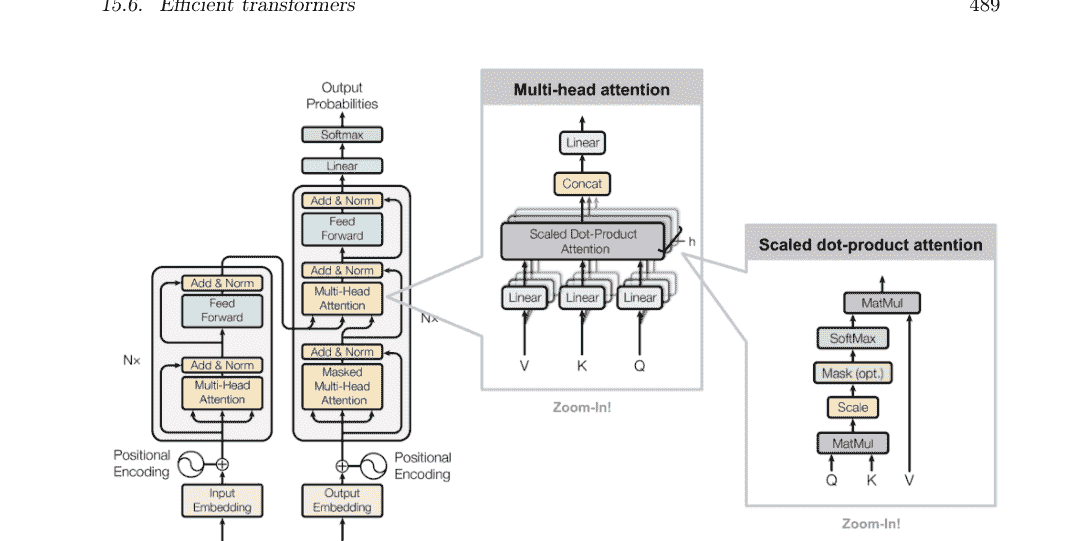 15.6. Efficient transformers
489
Output
Probabilities
Softmax
Linear
Add & Norm
Feed
Forward
Add & Norm
Multi-Head
Attention
Nx
Add & Norm
Masked
Multi-Head
Attention
Add & Norm
Feed
Forward
Nx
Add & Norm
Multi-Head
Attention
Positional
Encoding
Positional
Encoding
Input
Embedding
Output
Embedding
Multi-head attention
Linear
Concat
Scaled Dot-Product
Attention
h
Linear
Linear
Linear
V
K
Q
Zoom-In!
Scaled dot-product attention
MatMul
SoftMax
Mask (opt.)
Scale
MatMul
Q
K
V
Zoom-In!